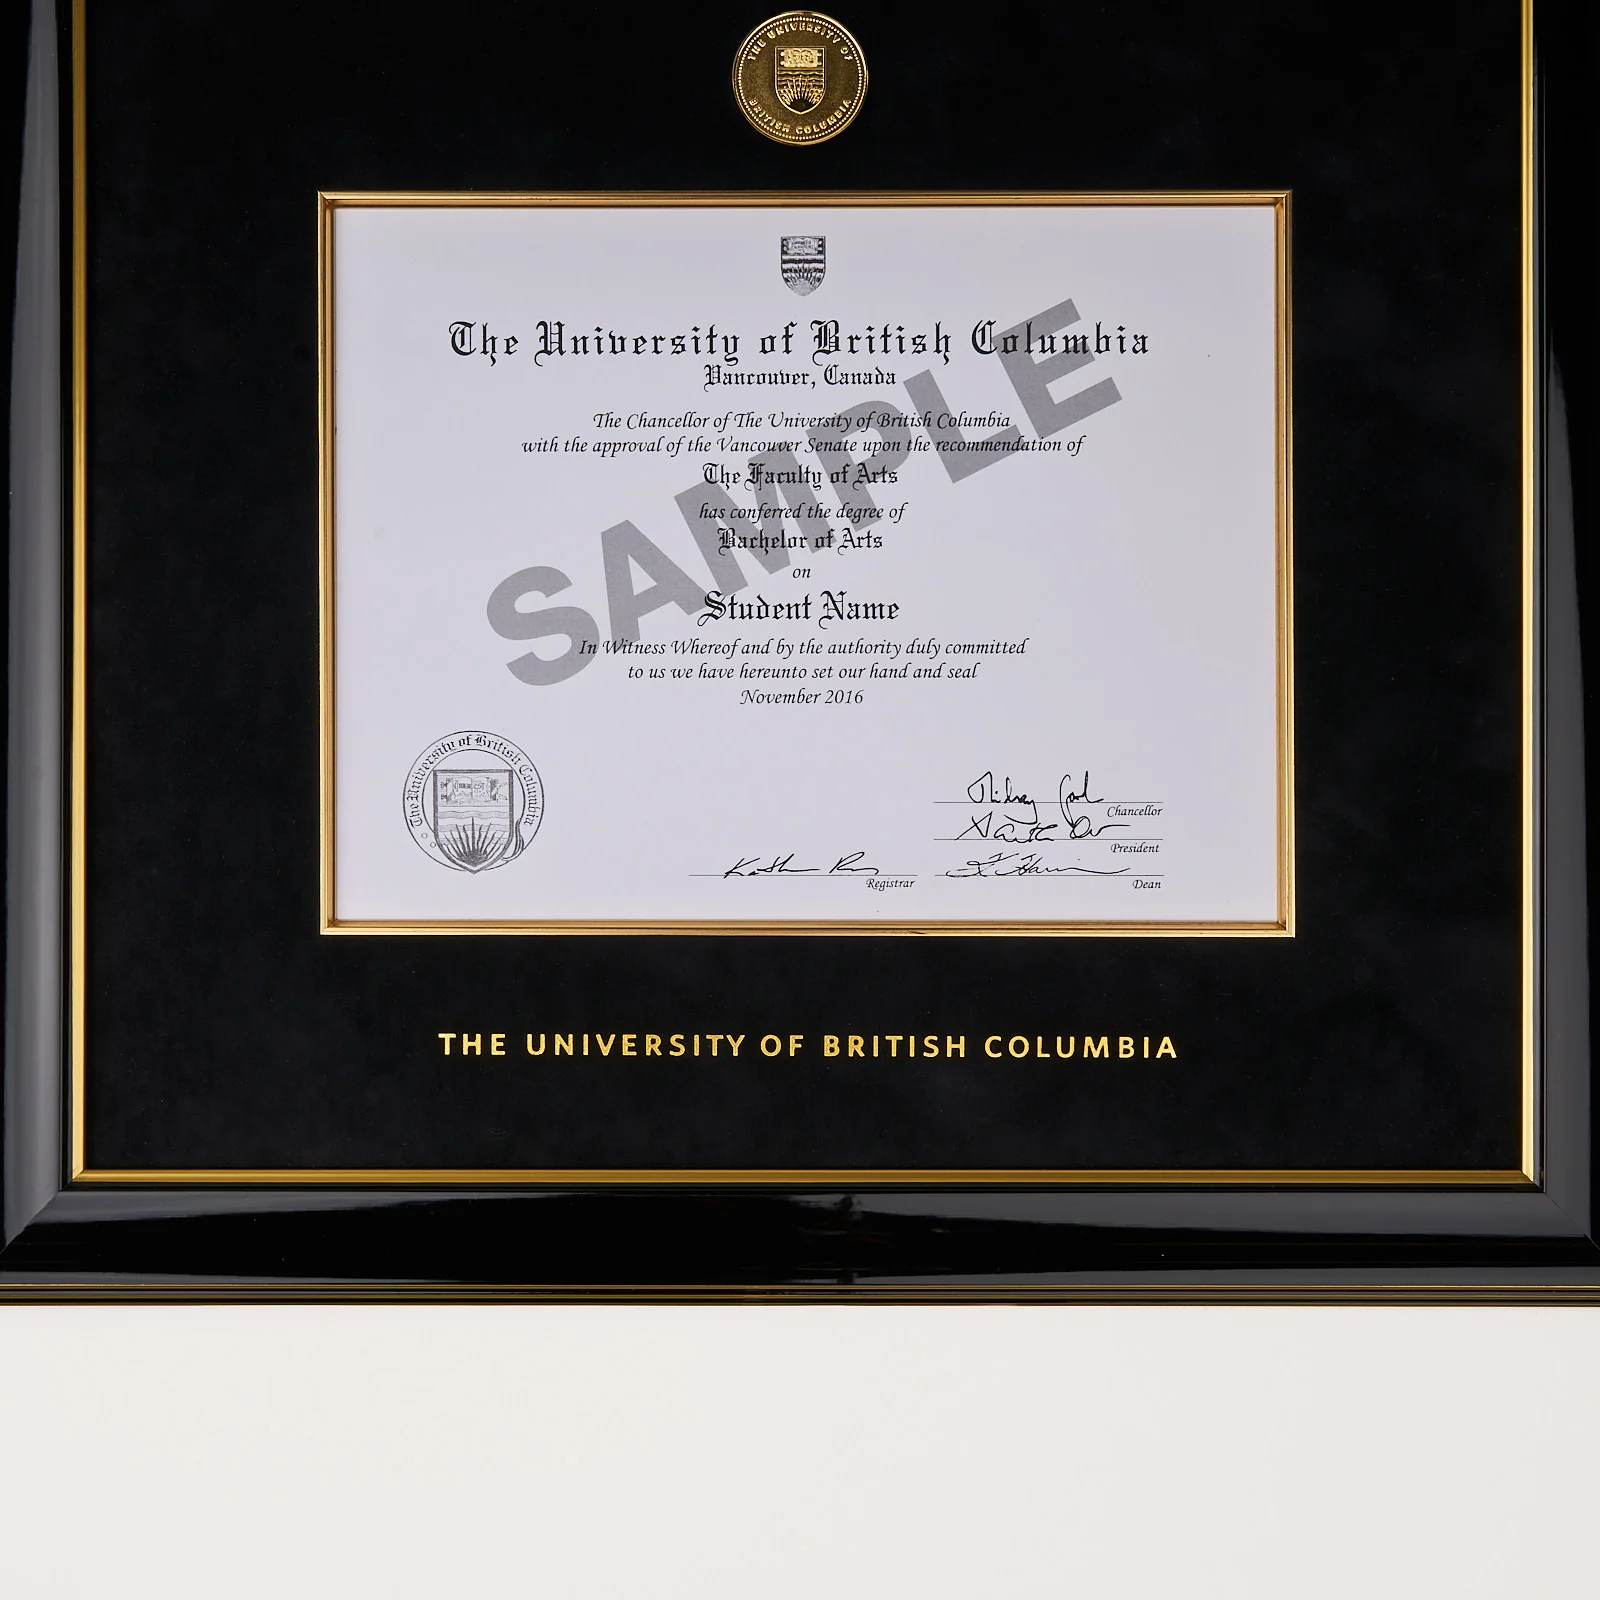 THE UNIVERSITY OF
BRITISH COLUMBIA
The University of British Columbia
Vancouver, Canada
The Chancellor of The University of British Columbia
with the approval of the Vancouver Senate upon the recommendation of
The Faculty of Arts
has conferred the degree of
Bachelor of Arts
on
Student Name
In Witness Whereof and by the authority duly committed
to us we have hereunto set our hand and seal
November 2016
SAMPLE
The University of British Columbia
Chancellor
President
Registrar
Dean
THE UNIVERSITY OF BRITISH COLUMBIA